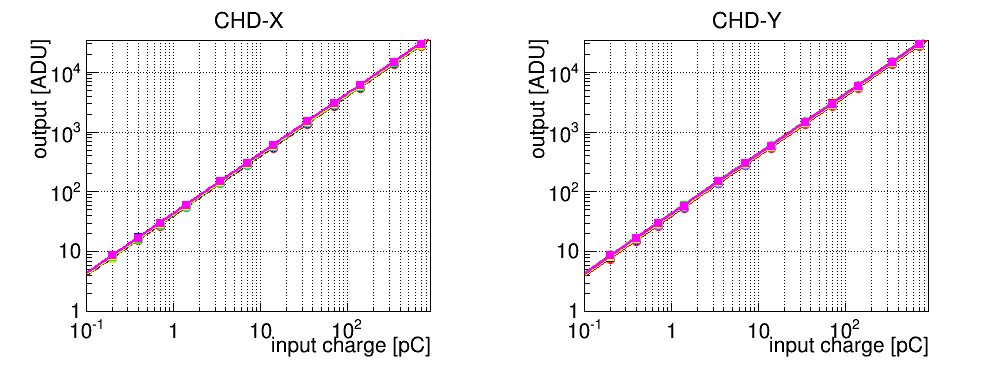 CHD-X
output [ADU]
10^4
10^3
10^2
10
1
10^-1 1 10 10^2
input charge [pC]
CHD-Y
output [ADU]
10^4
10^3
10^2
10
1
10^-1 1 10 10^2
input charge [pC]